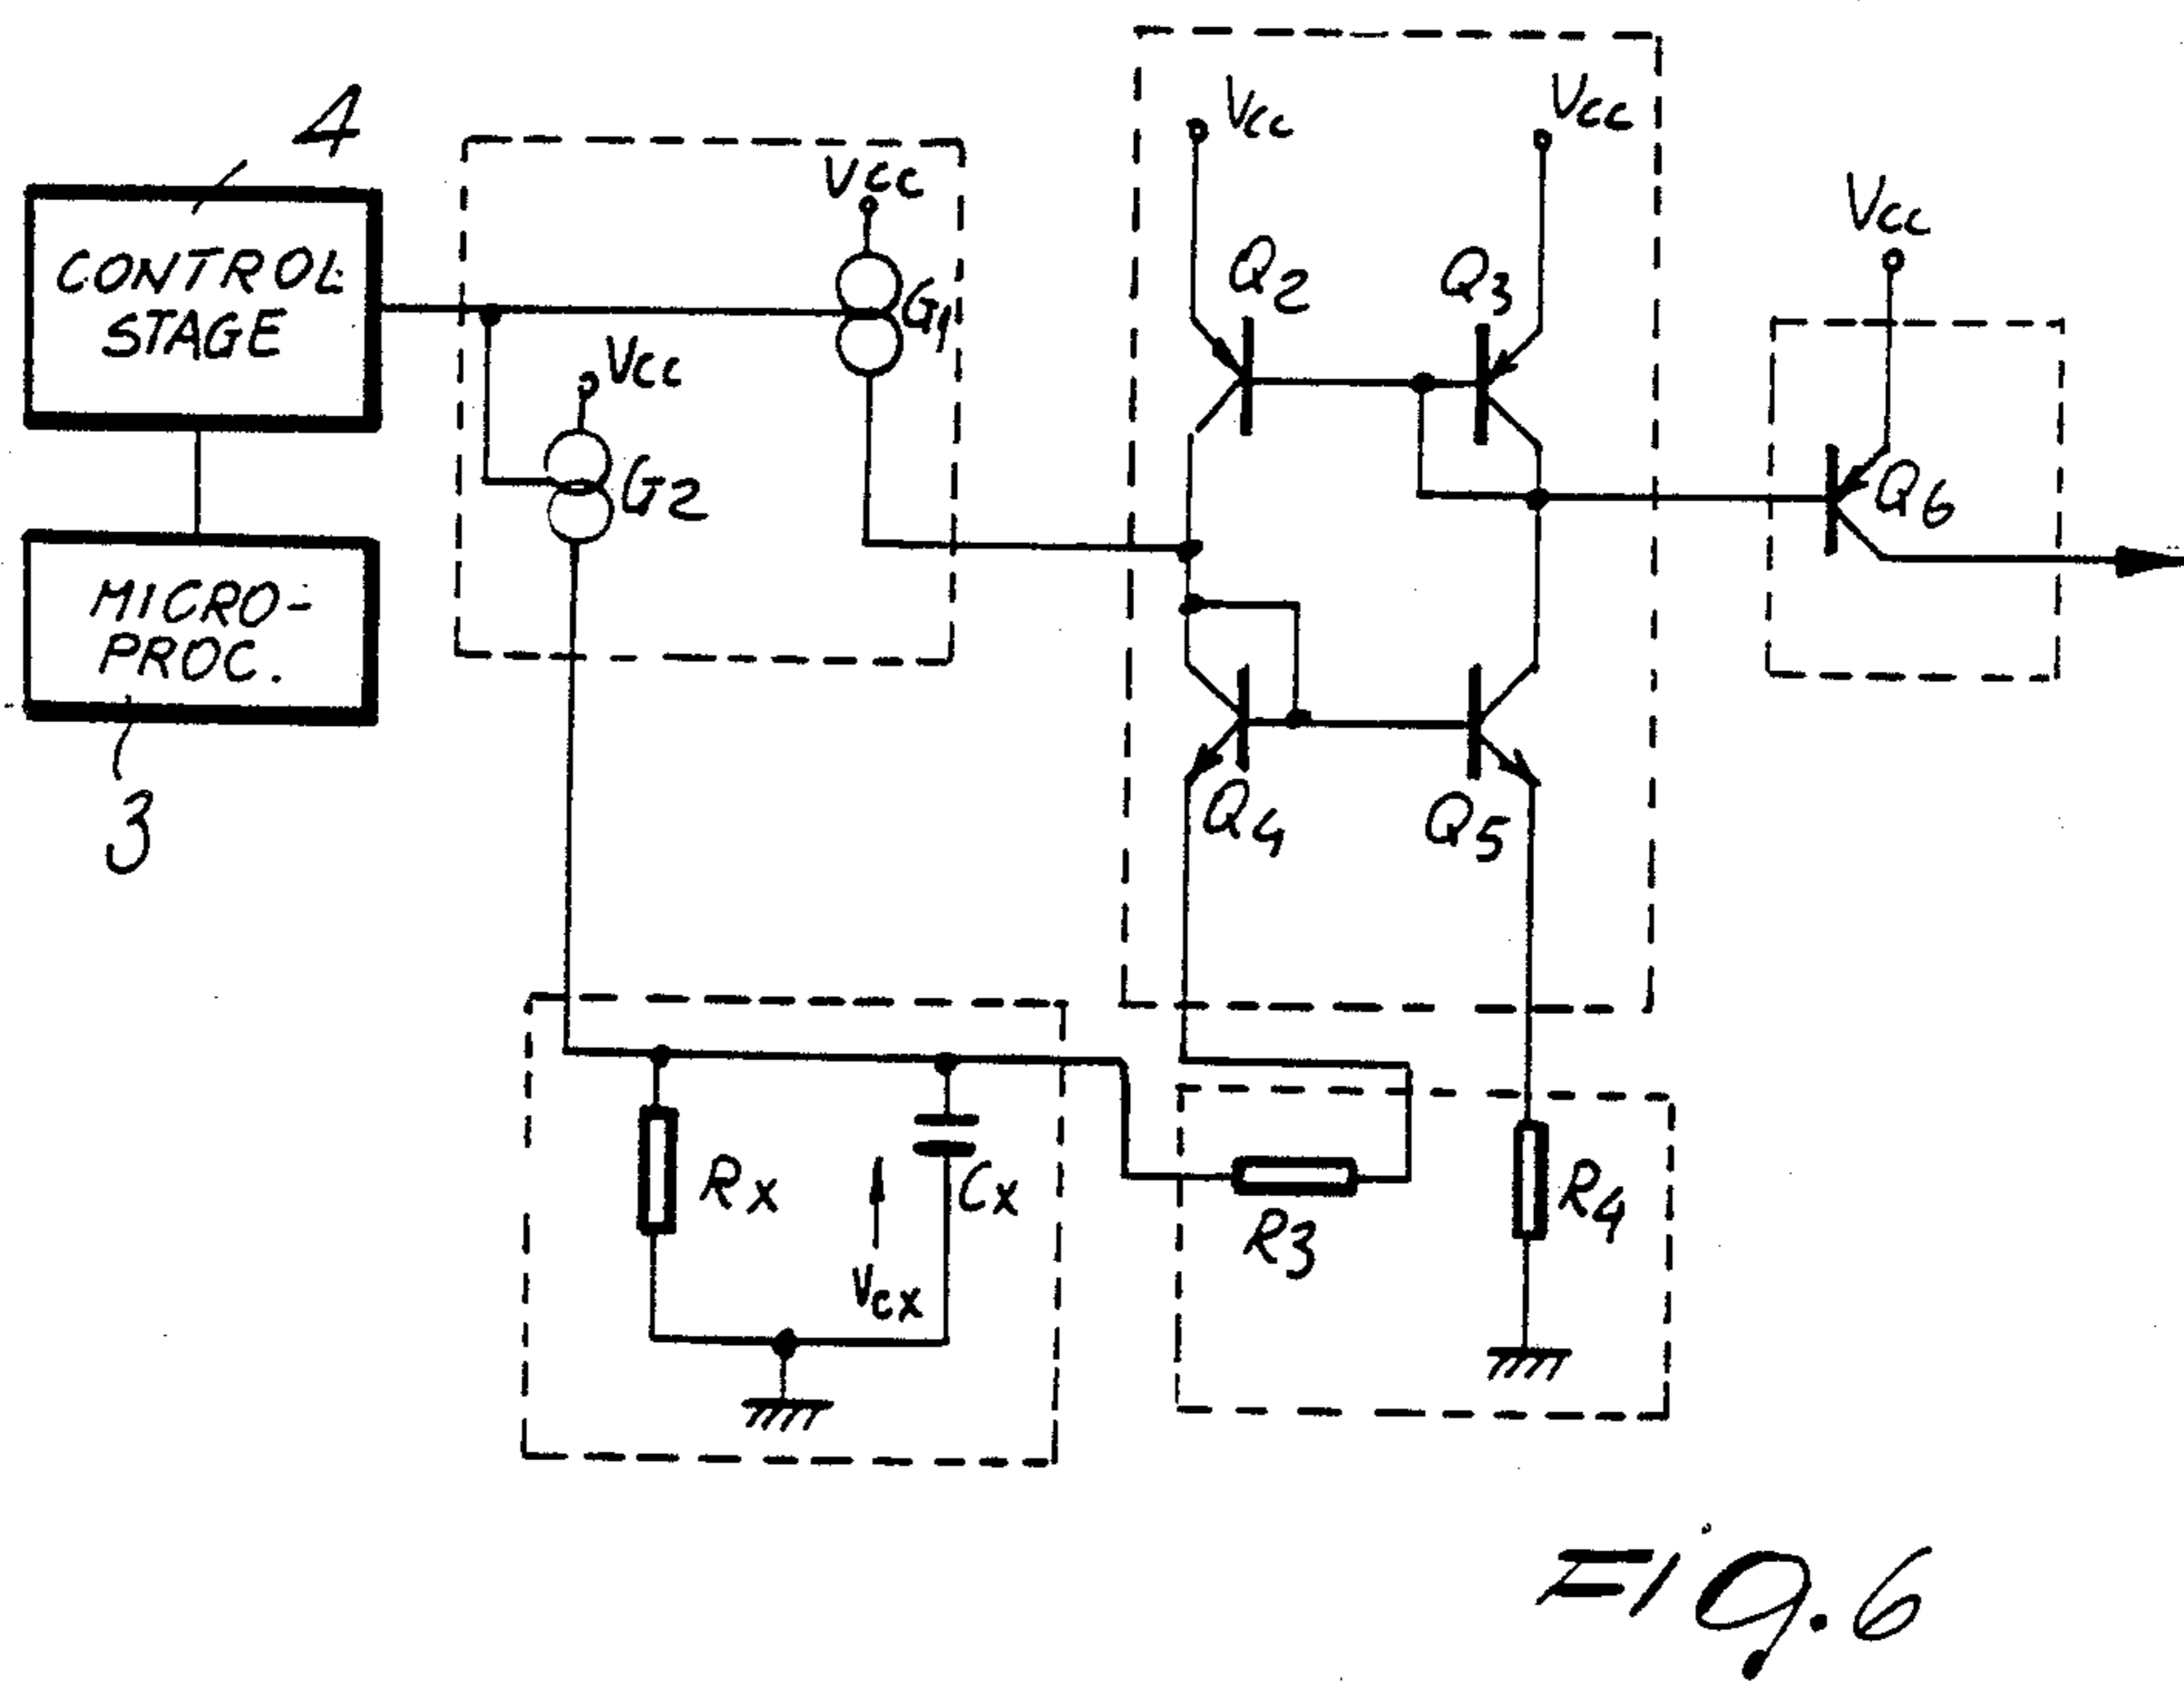 4
CONTROL
STAGE
MICRO-
PROC.
3
Vcc
G1
Vcc
G2
Vcc
Vcc
Q2
Q3
Q4
Q5
Vcc
Q6
Rx
Cx
Vcx
R3
R4
Fig. 6